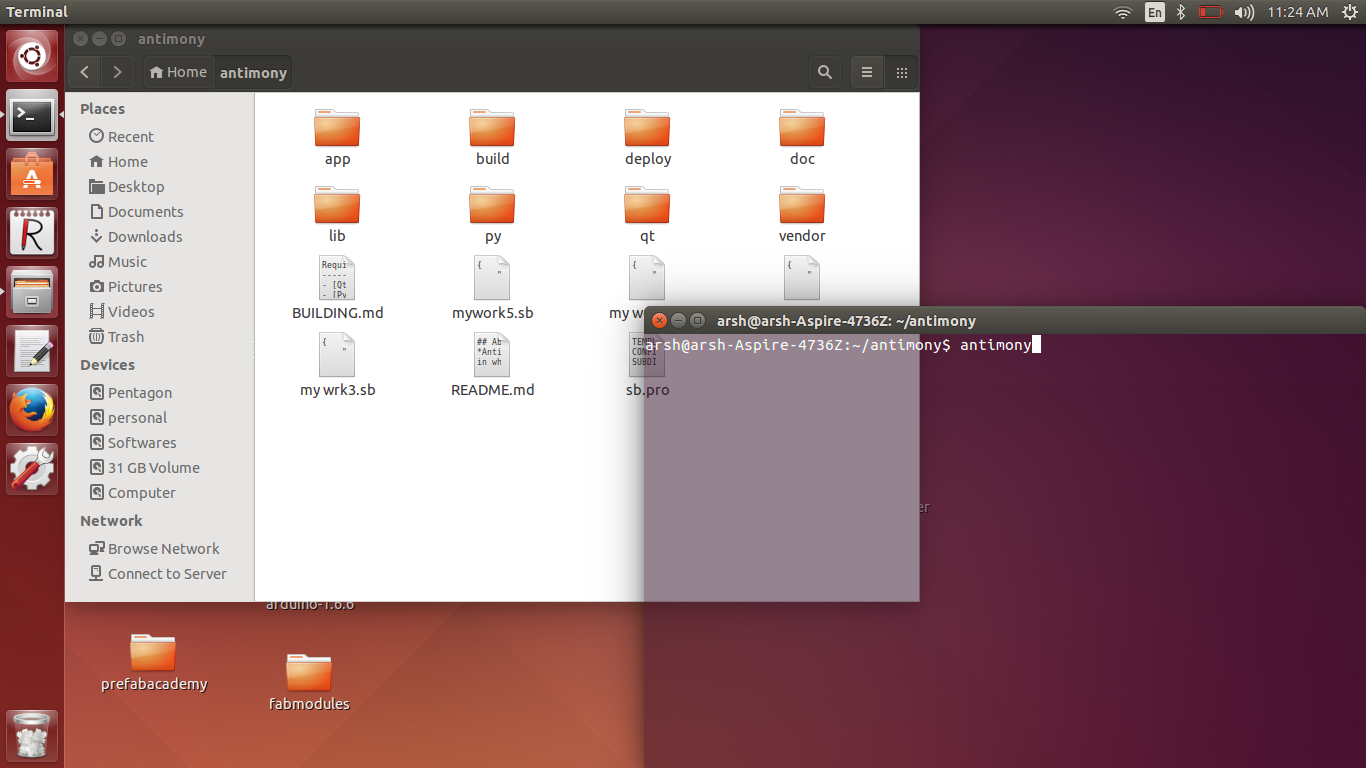 Terminal
En
11:24 AM
antimony
Home
antimony
Places
Recent
Home
Desktop
Documents
Downloads
Music
Pictures
Videos
Trash
Devices
Pentagon
personal
Softwares
31 GB Volume
Computer
Network
Browse Network
Connect to Server
app
build
deploy
doc
lib
py
qt
vendor
Requi
- [Qt
- [Py
{
"
{
"
{
"
BUILDING.md
mywork5.sb
my w
{
"
## Ab
*Anti
in wh
TEMPL
CONFI
SUBDI
my wrk3.sb
README.md
sb.pro
arsh@arsh-Aspire-4736Z: ~/antimony
arsh@arsh-Aspire-4736Z:~/antimony$ antimony
er
arduino-1.6.6
prefabacademy
fabmodules